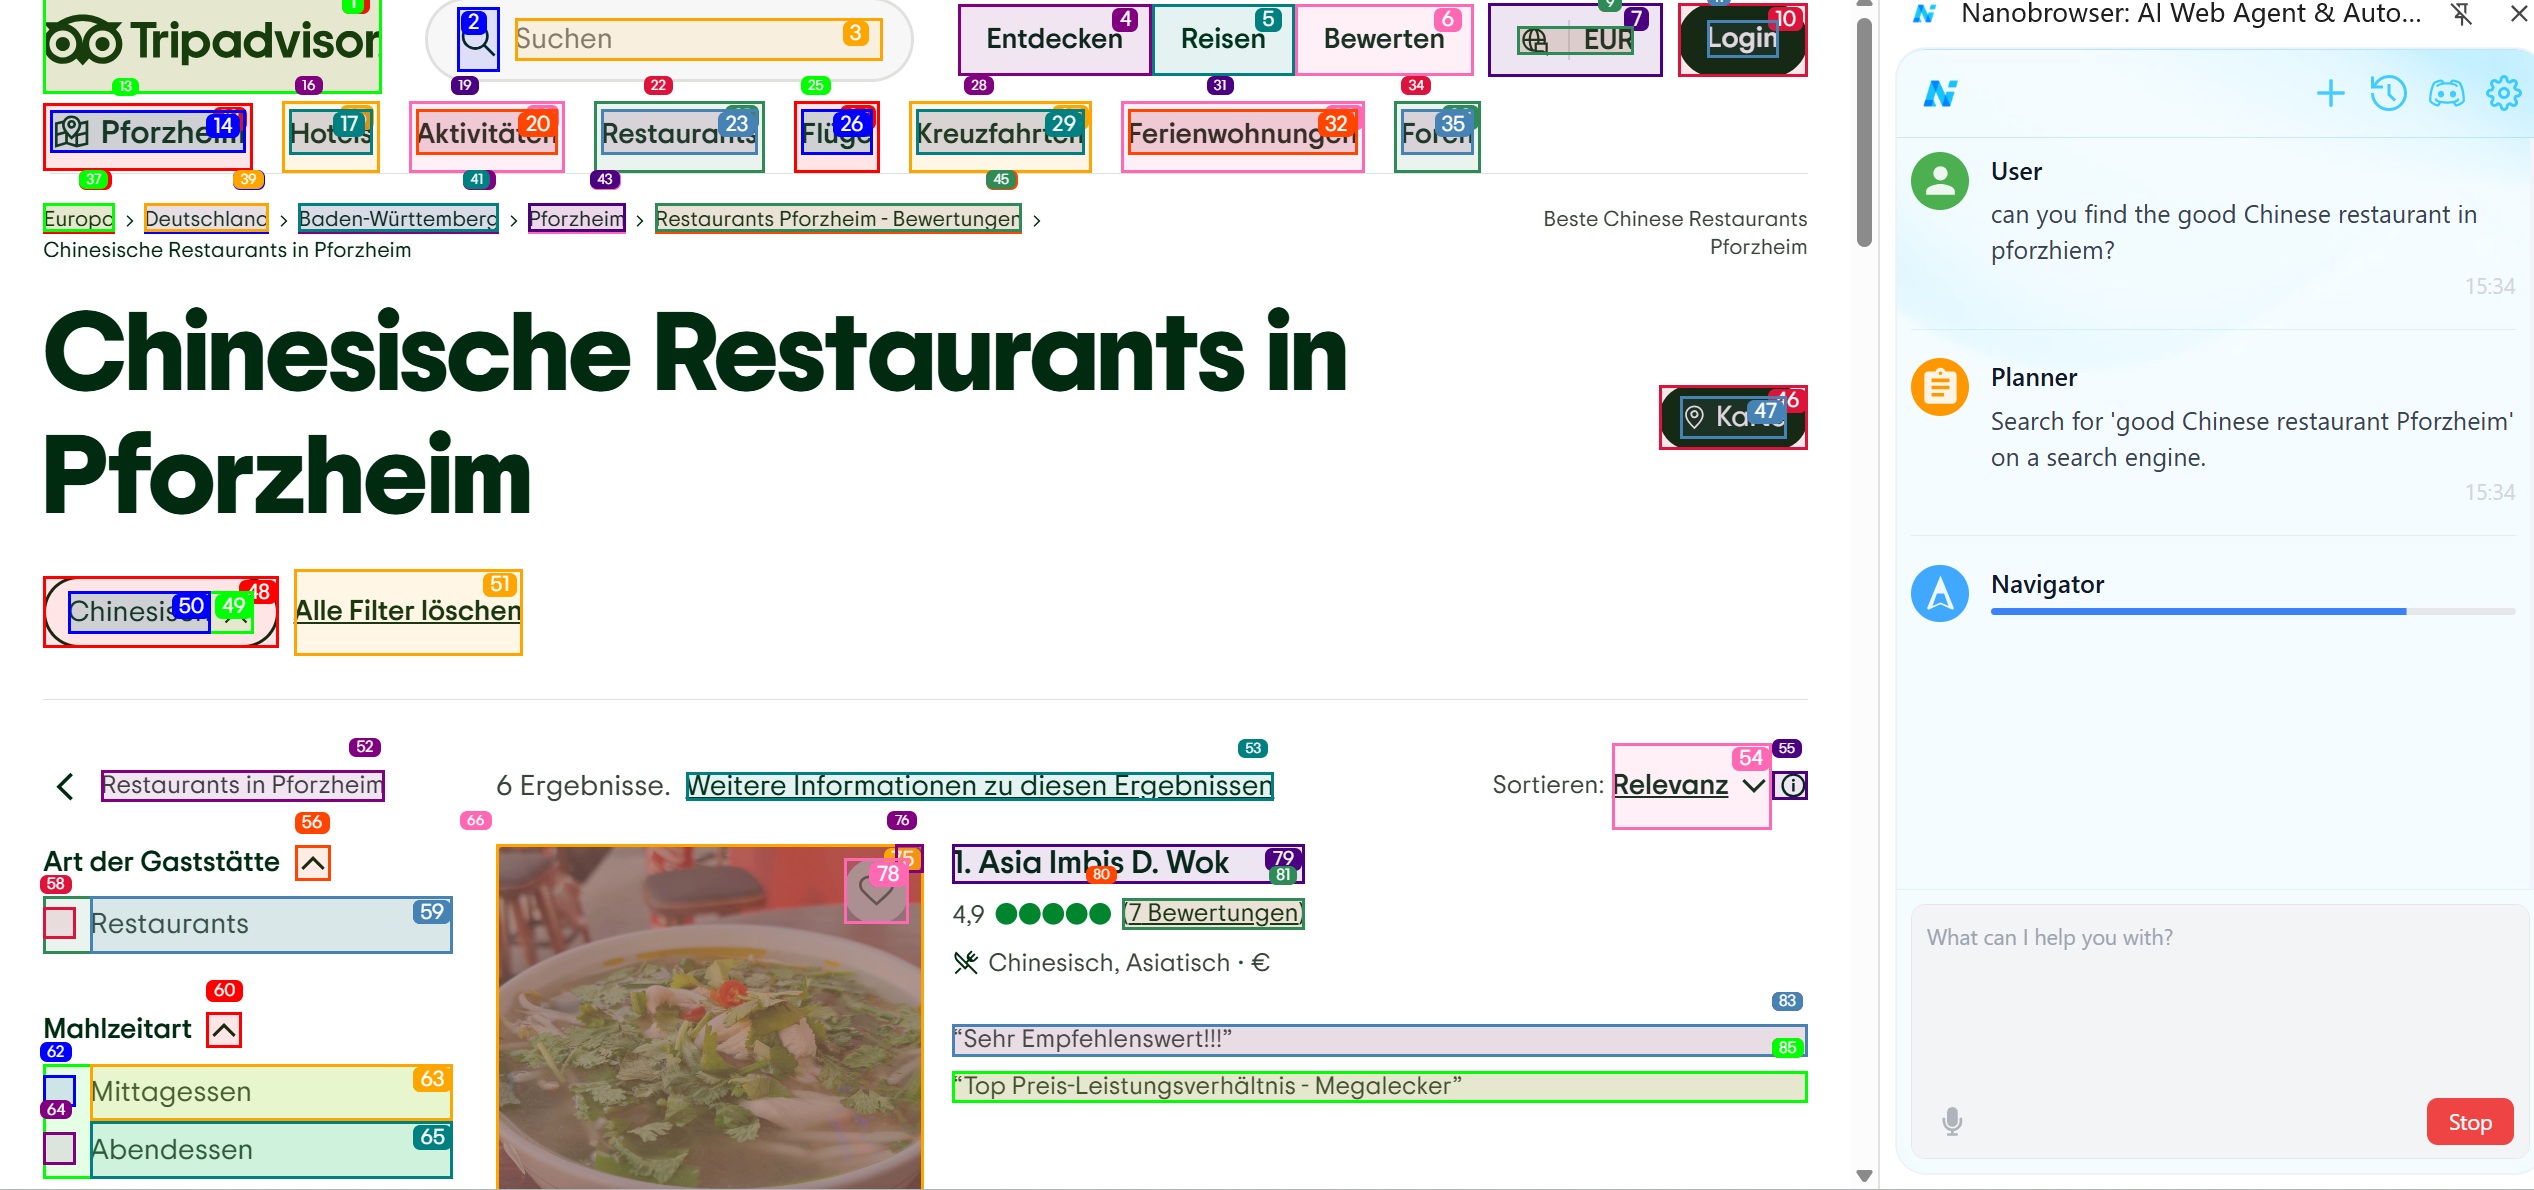 Tripadvisor
Suchen
Entdecken
Reisen
Bewerten
EUR
Login
Pforzheim
Hotels
Aktivitäten
Restaurants
Flüge
Kreuzfahrten
Ferienwohnungen
Foren
Europa › Deutschland › Baden-Württemberg › Pforzheim › Restaurants Pforzheim - Bewertungen ›
Chinesische Restaurants in Pforzheim
Beste Chinese Restaurants
Pforzheim
Chinesische Restaurants in
Pforzheim
Karte
Alle Filter löschen
Restaurants in Pforzheim
6 Ergebnisse. Weitere Informationen zu diesen Ergebnissen
Sortieren: Relevanz
Art der Gaststätte
Restaurants
Mahlzeitart
Mittagessen
Abendessen
1. Asia Imbis D. Wok
4,9 (7 Bewertungen)
Chinesisch, Asiatisch · €
“Sehr Empfehlenswert!!!”
“Top Preis-Leistungsverhältnis - Megalecker”
1
2
3
4
5
6
7
9
10
13
14
16
17
19
20
22
23
25
26
28
29
31
32
34
35
37
39
41
43
45
46
47
48
49
50
51
52
53
54
55
56
58
59
60
62
63
64
65
66
75
76
78
79
80
81
83
85
Nanobrowser: AI Web Agent & Auto...
User
can you find the good Chinese restaurant in
pforzhiem?
15:34
Planner
Search for 'good Chinese restaurant Pforzheim'
on a search engine.
15:34
Navigator
What can I help you with?
Stop